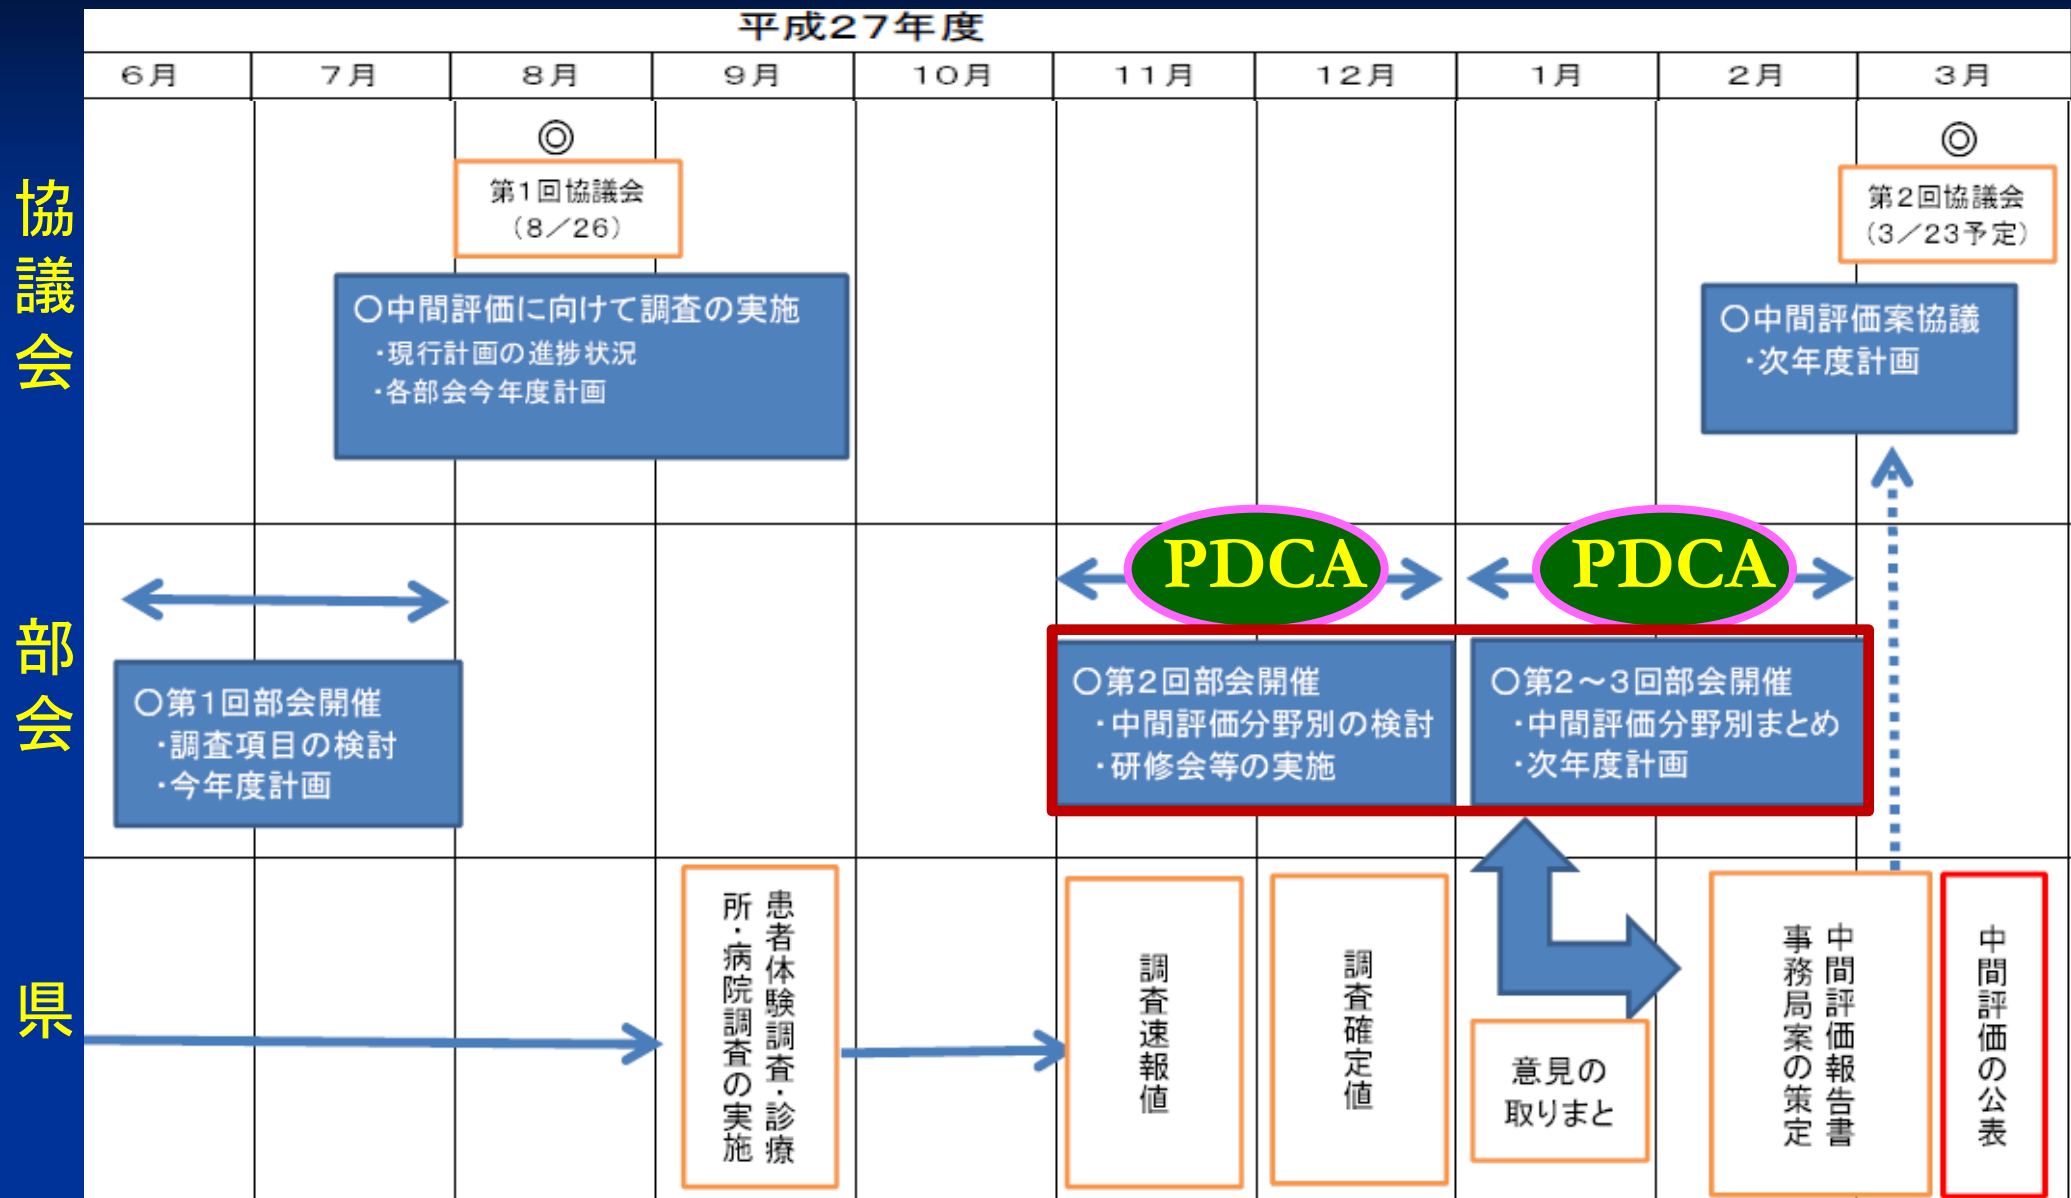 平成27年度
6月
7月
8月
9月
10月
11月
12月
1月
2月
3月
協議会
◎
第1回協議会
(8/26)
〇中間評価に向けて調査の実施
・現行計画の進捗状況
・各部会今年度計画
◎
第2回協議会
(3/23予定)
〇中間評価案協議
・次年度計画
部会
〇第1回部会開催
・調査項目の検討
・今年度計画
PDCA
〇第2回部会開催
・中間評価分野別の検討
・研修会等の実施
PDCA
〇第2～3回部会開催
・中間評価分野別まとめ
・次年度計画
県
患者体験調査・診療
所・病院調査の実施
調査速報値
調査確定値
意見の
取りまと
中間評価報告書
事務局案の策定
中間評価の公表